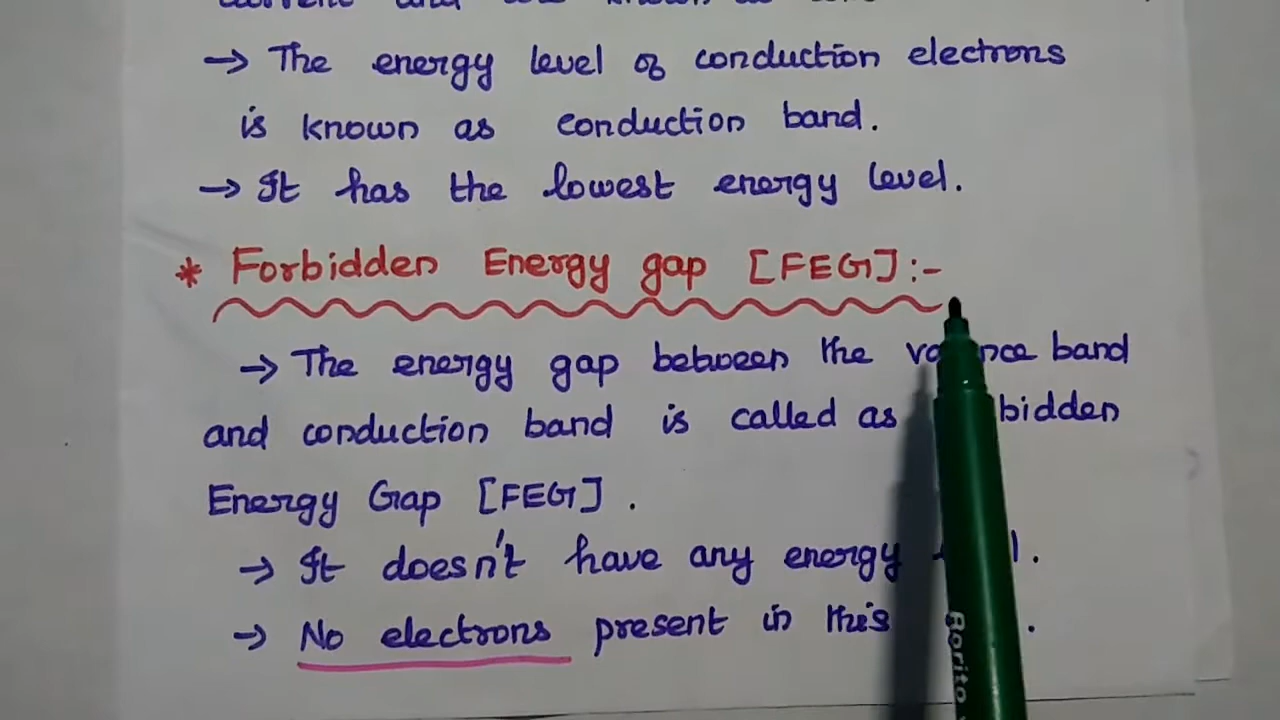 → The energy level of conduction electrons
is known as conduction band.
→ It has the lowest energy level.
* Forbidden Energy gap [FEG]:-
→ The energy gap between the band
and conduction band is called as
Energy Gap [FEG].
→ It doesn't have any energy .
→ No electrons present in this .
Borito